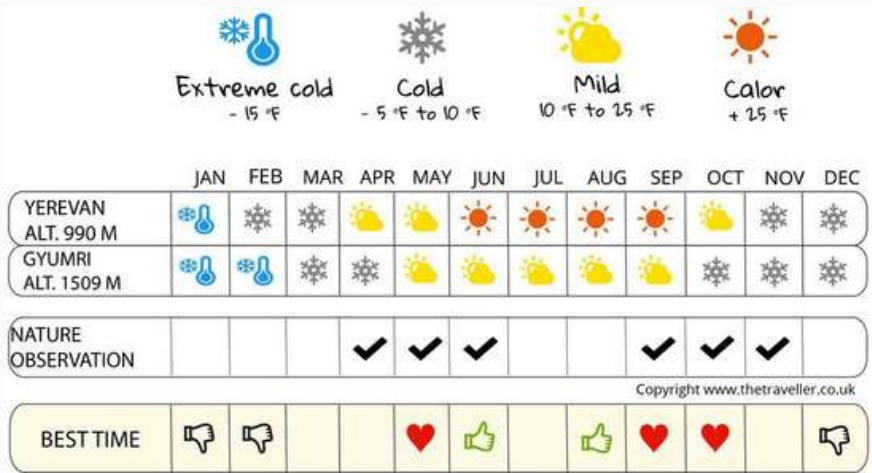 Extreme cold Cold Mild Calor
- 15 °F - 5 °F to 10 °F 10 °F to 25 °F + 25 °F
JAN FEB MAR APR MAY JUN JUL AUG SEP OCT NOV DEC
YEREVAN
ALT. 990 M
GYUMRI
ALT. 1509 M
NATURE
OBSERVATION
Copyright www.thetraveller.co.uk
BEST TIME